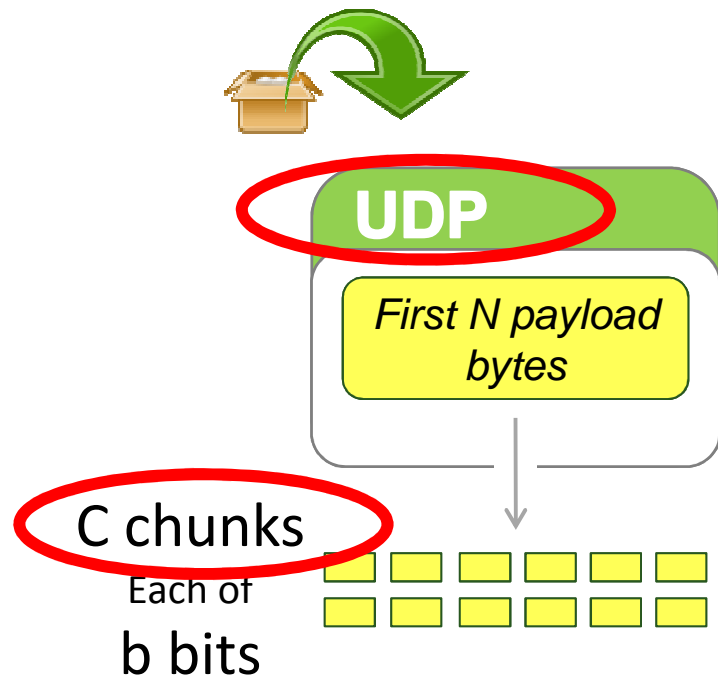 UDP
First N payload
bytes
C chunks
Each of
b bits